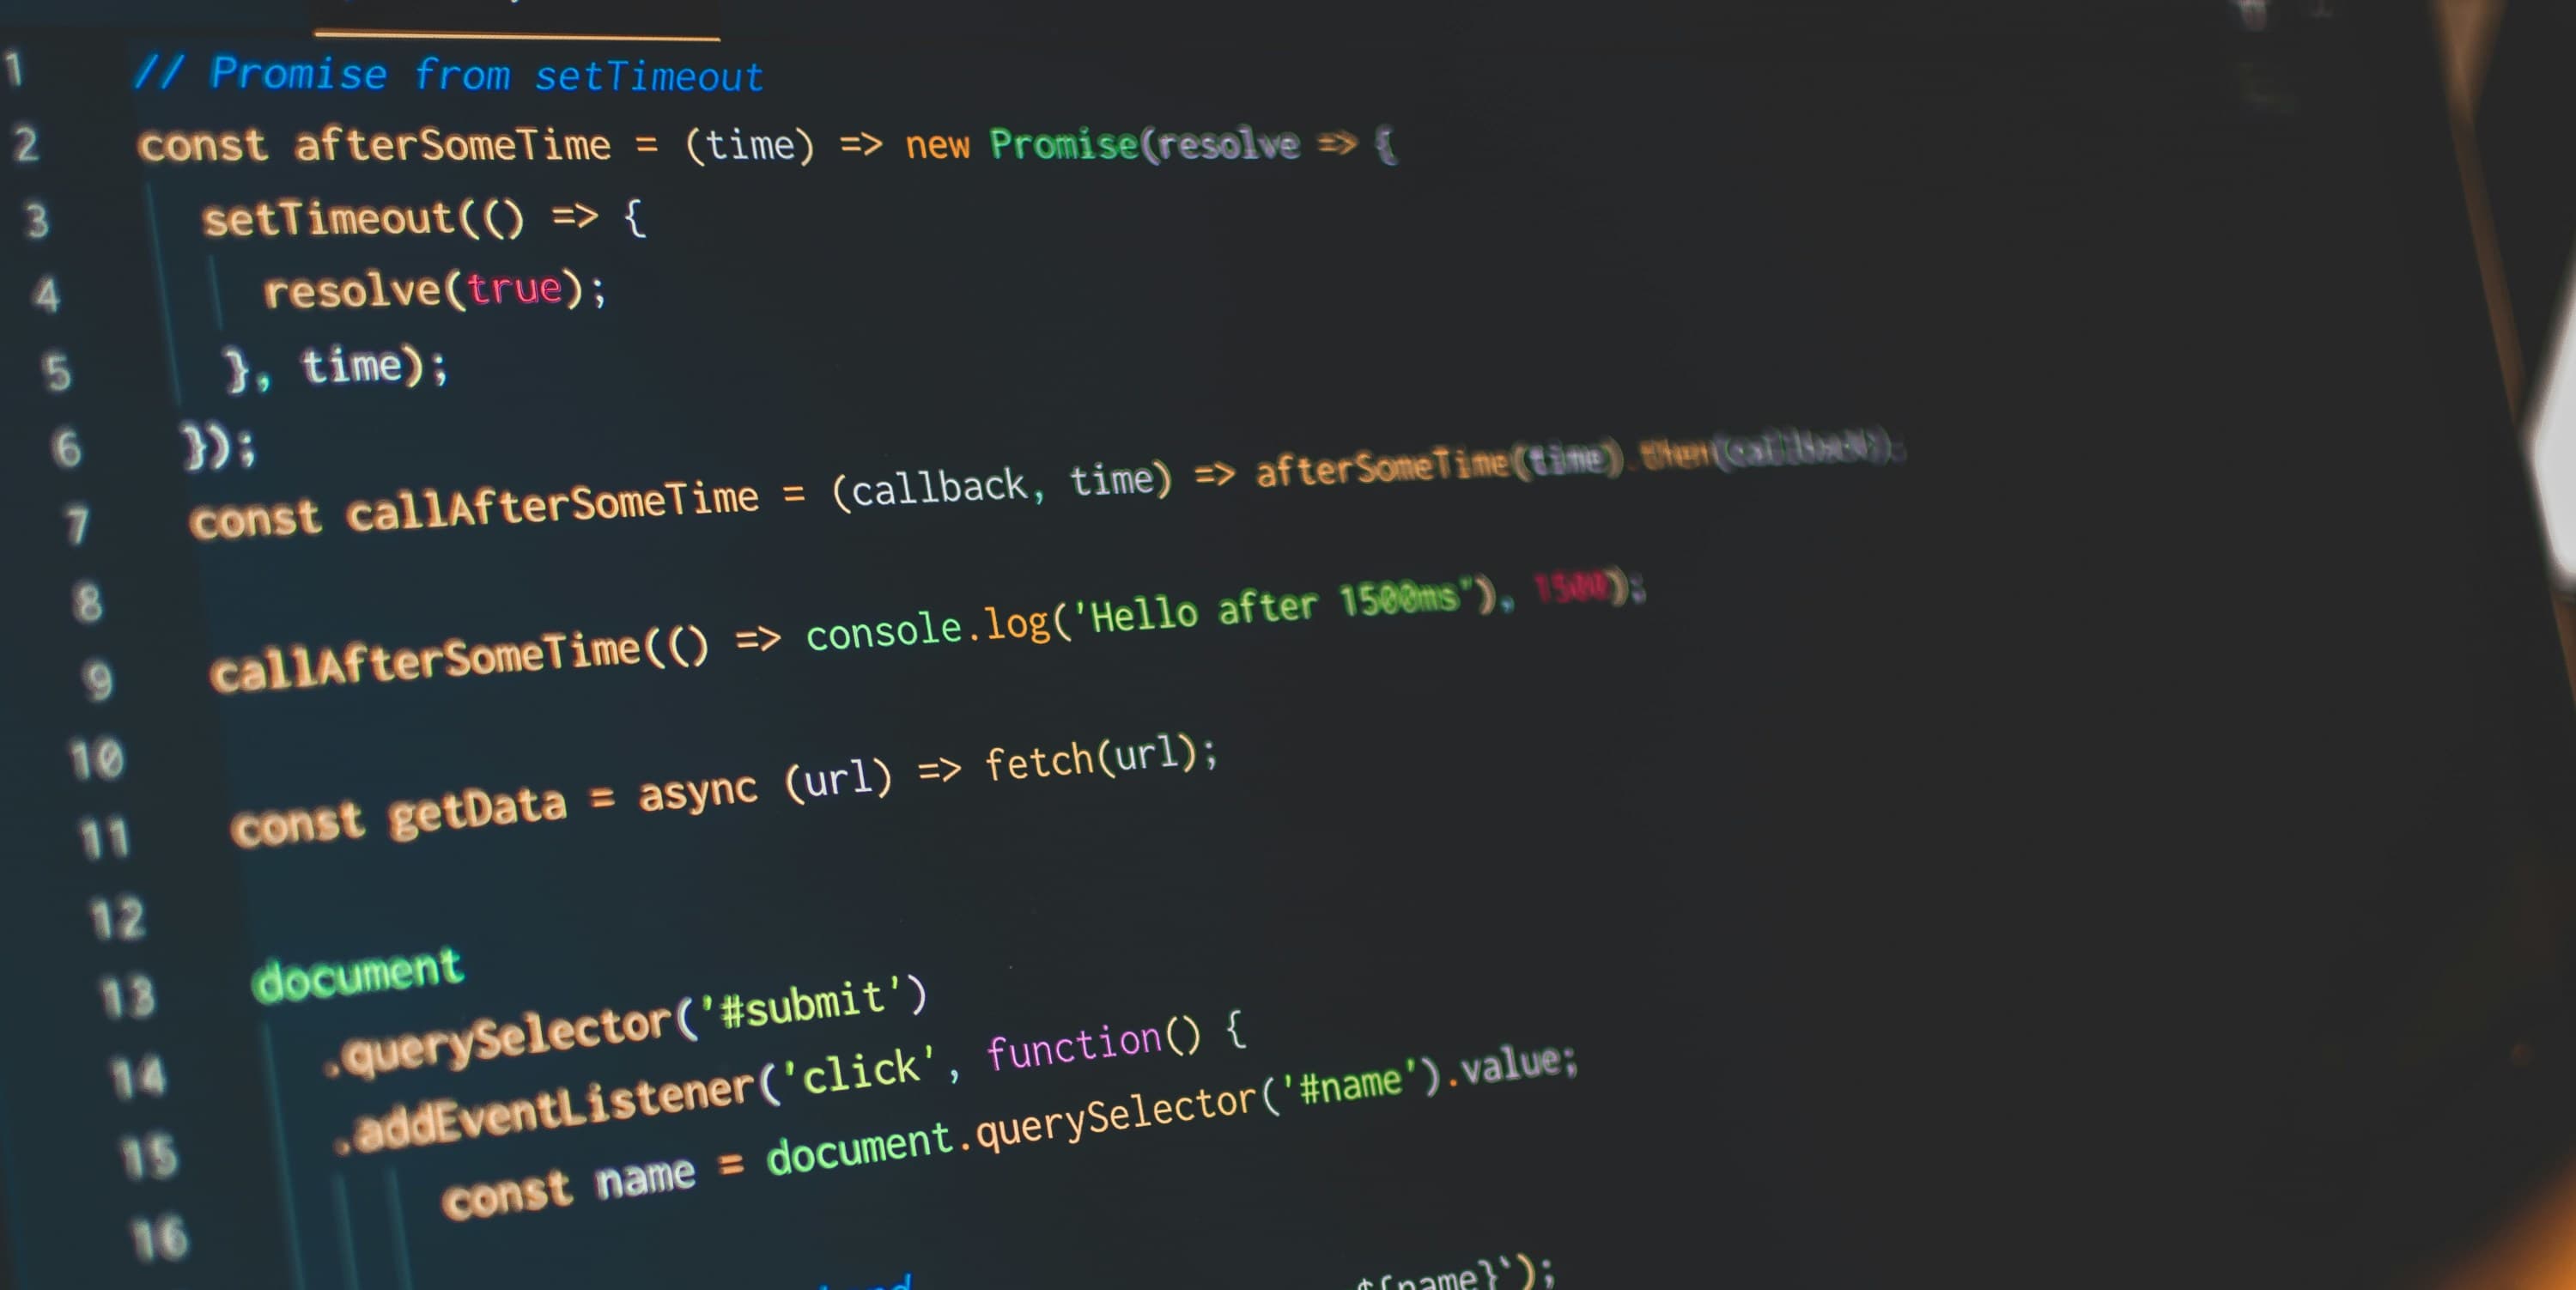 1 // Promise from setTimeout
2 const afterSomeTime = (time) => new Promise(resolve => {
3 setTimeout(() => {
4 resolve(true);
5 }, time);
6 });
7 const callAfterSomeTime = (callback, time) => afterSomeTime(time).then(callback);
8
9 callAfterSomeTime(() => console.log('Hello after 1500ms'), 1500);
10
11 const getData = async (url) => fetch(url);
12
13 document
14 .querySelector('#submit')
15 .addEventListener('click', function() {
16 const name = document.querySelector('#name').value;
${name}`);